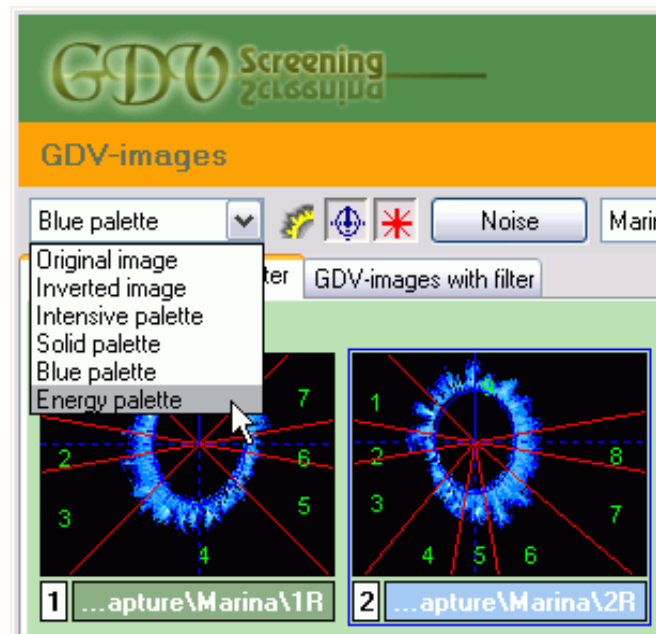 GDV Screening
GDV-images
Blue palette Noise Marin
Original image
Inverted image
Intensive palette
Solid palette
Blue palette
Energy palette
ter GDV-images with filter
7
2 6
3 5
4
1 9
2 8
3 7
4 5 6
1 ...apture\Marina\1R 2 ...apture\Marina\2R